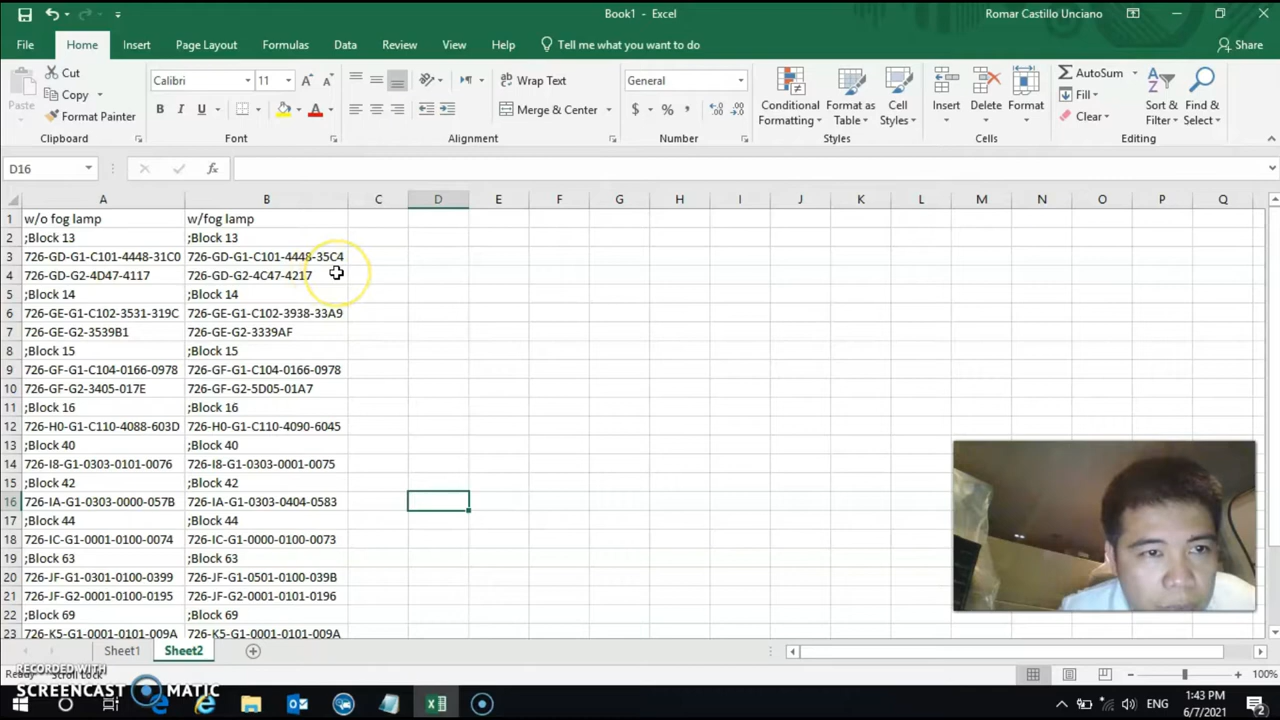 Book1 - Excel
Romar Castillo Unciano
File Home Insert Page Layout Formulas Data Review View Help Tell me what you want to do Share
Paste
Cut
Copy
Format Painter
Clipboard
Calibri 11
B I U
Font
Wrap Text
Merge & Center
Alignment
General
$ % ,
Number
Conditional Formatting
Format as Table
Cell Styles
Styles
Insert
Delete
Format
Cells
AutoSum
Fill
Clear
Sort & Filter
Find & Select
Editing
D16 fx
A B C D E F G H I J K L M N O P Q
1 w/o fog lamp w/fog lamp
2 ;Block 13 ;Block 13
3 726-GD-G1-C101-4448-31C0 726-GD-G1-C101-4448-35C4
4 726-GD-G2-4D47-4117 726-GD-G2-4C47-4217
5 ;Block 14 ;Block 14
6 726-GE-G1-C102-3531-319C 726-GE-G1-C102-3938-33A9
7 726-GE-G2-3539B1 726-GE-G2-3339AF
8 ;Block 15 ;Block 15
9 726-GF-G1-C104-0166-0978 726-GF-G1-C104-0166-0978
10 726-GF-G2-3405-017E 726-GF-G2-5D05-01A7
11 ;Block 16 ;Block 16
12 726-H0-G1-C110-4088-603D 726-H0-G1-C110-4090-6045
13 ;Block 40 ;Block 40
14 726-I8-G1-0303-0101-0076 726-I8-G1-0303-0001-0075
15 ;Block 42 ;Block 42
16 726-IA-G1-0303-0000-057B 726-IA-G1-0303-0404-0583
17 ;Block 44 ;Block 44
18 726-IC-G1-0001-0100-0074 726-IC-G1-0000-0100-0073
19 ;Block 63 ;Block 63
20 726-JF-G1-0301-0100-0399 726-JF-G1-0501-0100-039B
21 726-JF-G2-0001-0100-0195 726-JF-G2-0001-0101-0196
22 ;Block 69 ;Block 69
23 726-K5-G1-0001-0101-009A 726-K5-G1-0001-0101-009A
Sheet1 Sheet2
Ready Scroll Lock 100%
RECORDED WITH
SCREENCAST MATIC
ENG
1:43 PM
6/7/2021
2